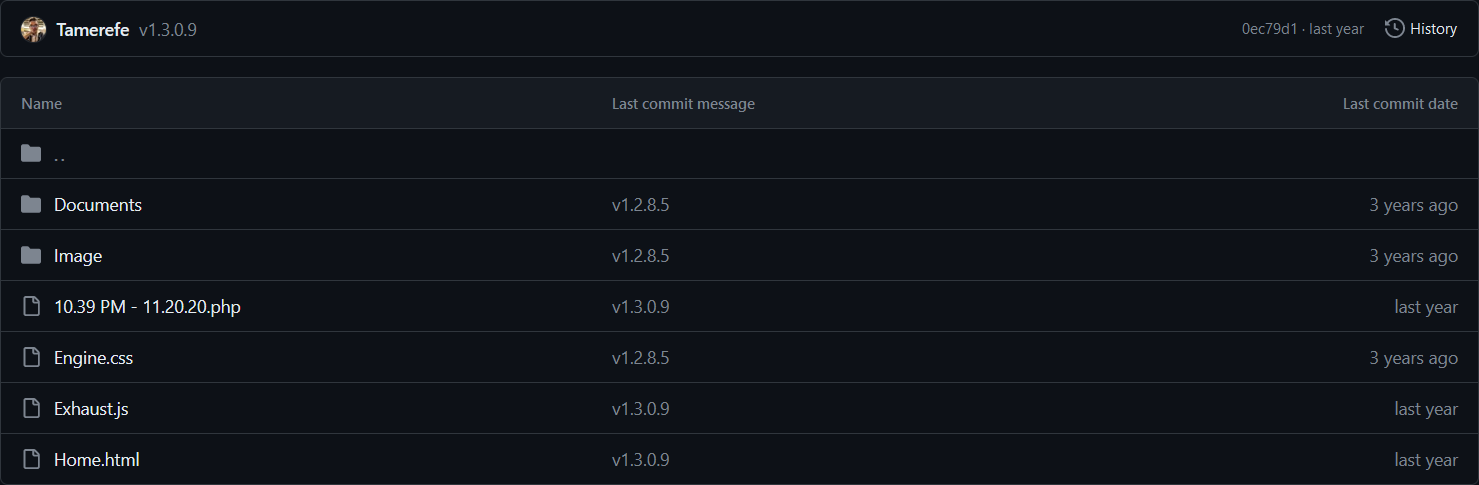 Tamerefe v1.3.0.9 0ec79d1 · last year History
Name Last commit message Last commit date
..
Documents v1.2.8.5 3 years ago
Image v1.2.8.5 3 years ago
10.39 PM - 11.20.20.php v1.3.0.9 last year
Engine.css v1.2.8.5 3 years ago
Exhaust.js v1.3.0.9 last year
Home.html v1.3.0.9 last year